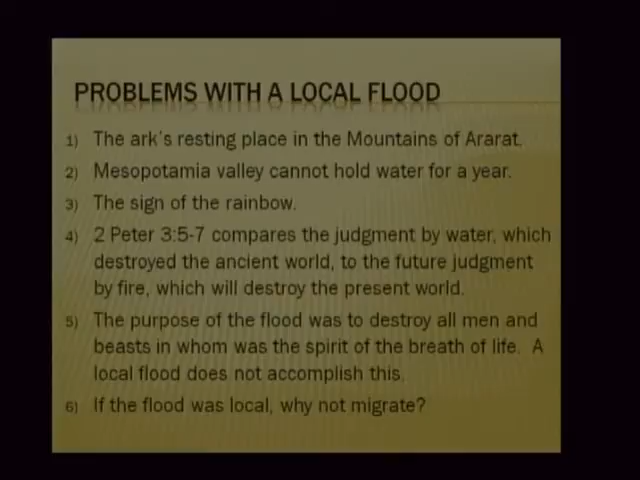 PROBLEMS WITH A LOCAL FLOOD
1) The ark's resting place in the Mountains of Ararat.
2) Mesopotamia valley cannot hold water for a year.
3) The sign of the rainbow.
4) 2 Peter 3:5-7 compares the judgment by water, which
destroyed the ancient world, to the future judgment
by fire, which will destroy the present world.
5) The purpose of the flood was to destroy all men and
beasts in whom was the spirit of the breath of life. A
local flood does not accomplish this.
6) If the flood was local, why not migrate?